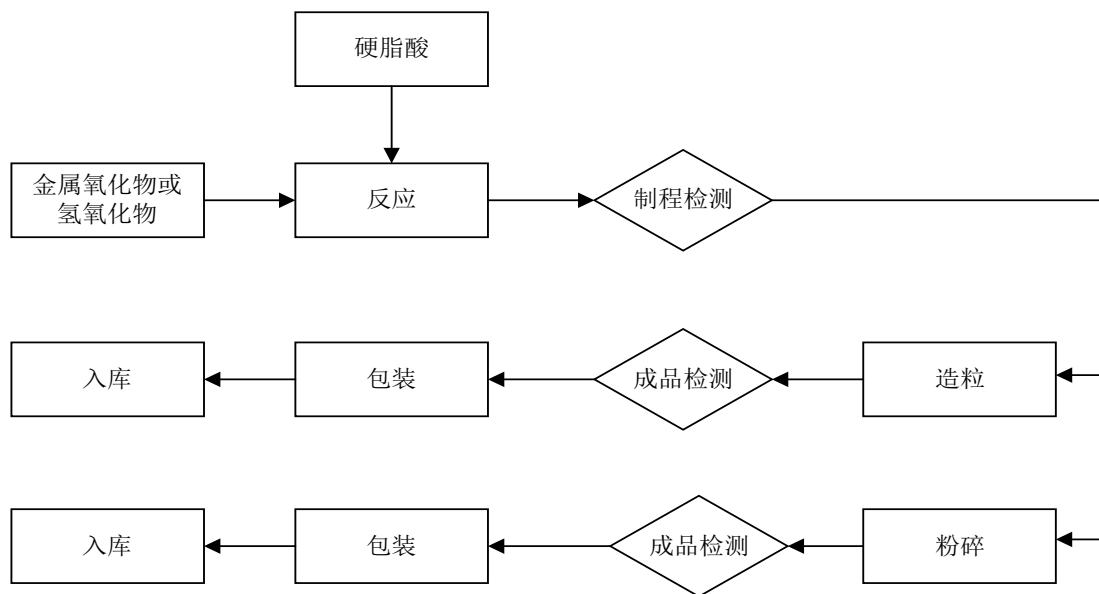 硬脂酸
金属氧化物或
氢氧化物
反应
制程检测
入库
包装
成品检测
造粒
入库
包装
成品检测
粉碎